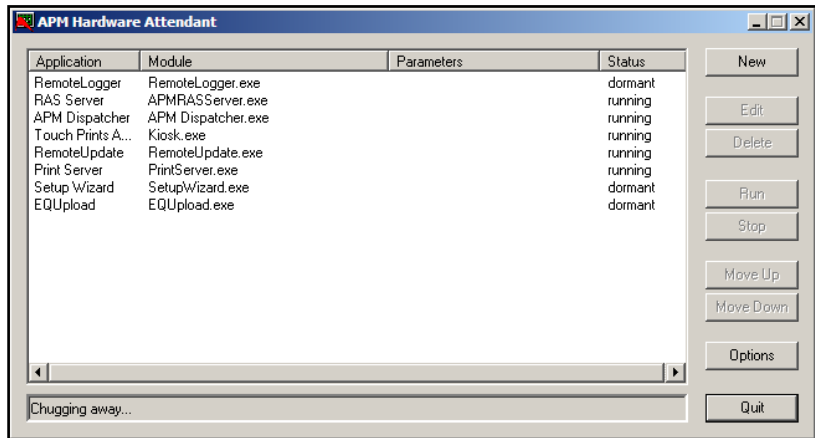 APM Hardware Attendant
Application Module Parameters Status
RemoteLogger RemoteLogger.exe dormant
RAS Server APMRASServer.exe running
APM Dispatcher APM Dispatcher.exe running
Touch Prints A... Kiosk.exe running
RemoteUpdate RemoteUpdate.exe running
Print Server PrintServer.exe running
Setup Wizard SetupWizard.exe dormant
EQUpload EQUpload.exe dormant
New
Edit
Delete
Run
Stop
Move Up
Move Down
Options
Chugging away...
Quit